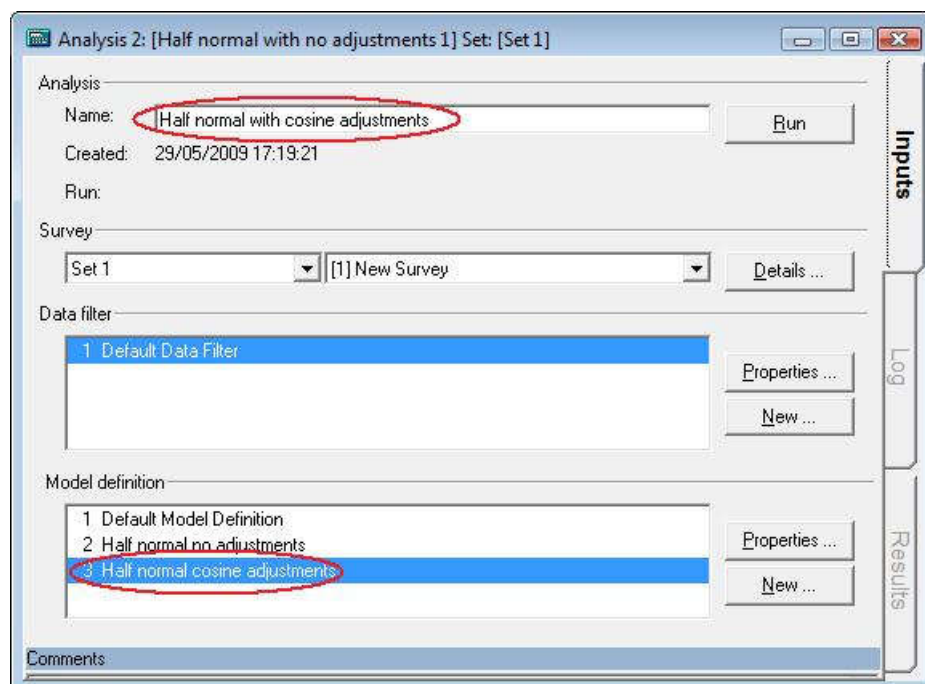 Analysis 2: [Half normal with no adjustments 1] Set: [Set 1]
Analysis
Name: Half normal with cosine adjustments
Run
Created: 29/05/2009 17:19:21
Run:
Inputs
Survey
Set 1 [1] New Survey
Details ...
Data filter
1 Default Data Filter
Properties ...
New ...
Log
Model definition
1 Default Model Definition
2 Half normal no adjustments
3 Half normal cosine adjustments
Properties ...
New ...
Results
Comments